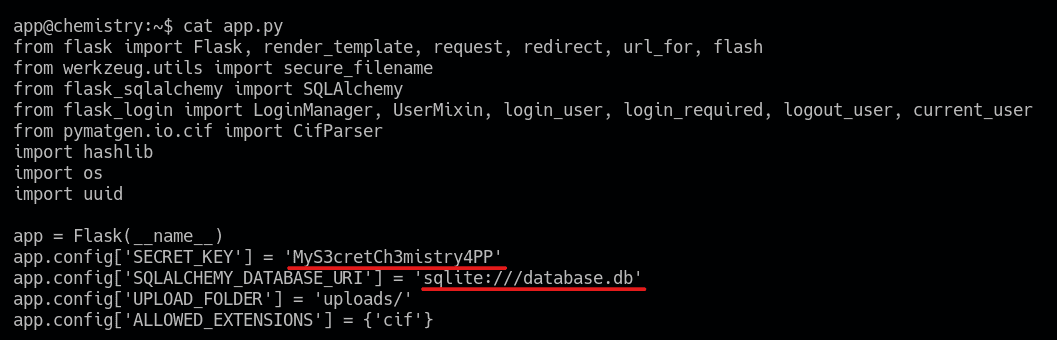 app@chemistry:~$ cat app.py
from flask import Flask, render_template, request, redirect, url_for, flash
from werkzeug.utils import secure_filename
from flask_sqlalchemy import SQLAlchemy
from flask_login import LoginManager, UserMixin, login_user, login_required, logout_user, current_user
from pymatgen.io.cif import CifParser
import hashlib
import os
import uuid
app = Flask(__name__)
app.config['SECRET_KEY'] = 'MyS3cretCh3mistry4PP'
app.config['SQLALCHEMY_DATABASE_URI'] = 'sqlite:///database.db'
app.config['UPLOAD_FOLDER'] = 'uploads/'
app.config['ALLOWED_EXTENSIONS'] = {'cif'}